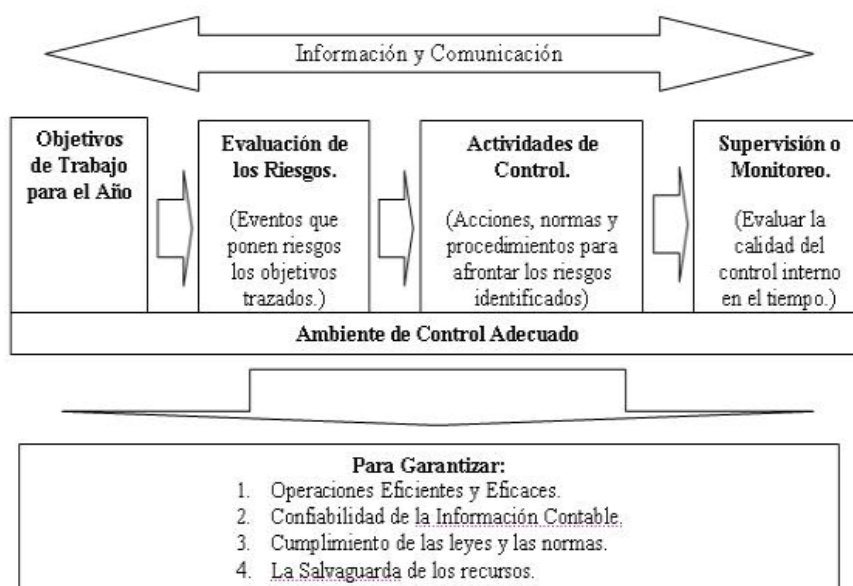 Información y Comunicación
Objetivos
de Trabajo
para el Año
Evaluación de
los Riesgos.
(Eventos que
ponen riesgos
los objetivos
trazados.)
Actividades de
Control.
(Acciones, normas y
procedimientos para
afrontar los riesgos
identificados)
Supervisión o
Monitoreo.
(Evaluar la
calidad del
control interno
en el tiempo.)
Ambiente de Control Adecuado
Para Garantizar:
1. Operaciones Eficientes y Eficaces.
2. Confiabilidad de la Información Contable.
3. Cumplimiento de las leyes y las normas.
4. La Salvaguarda de los recursos.